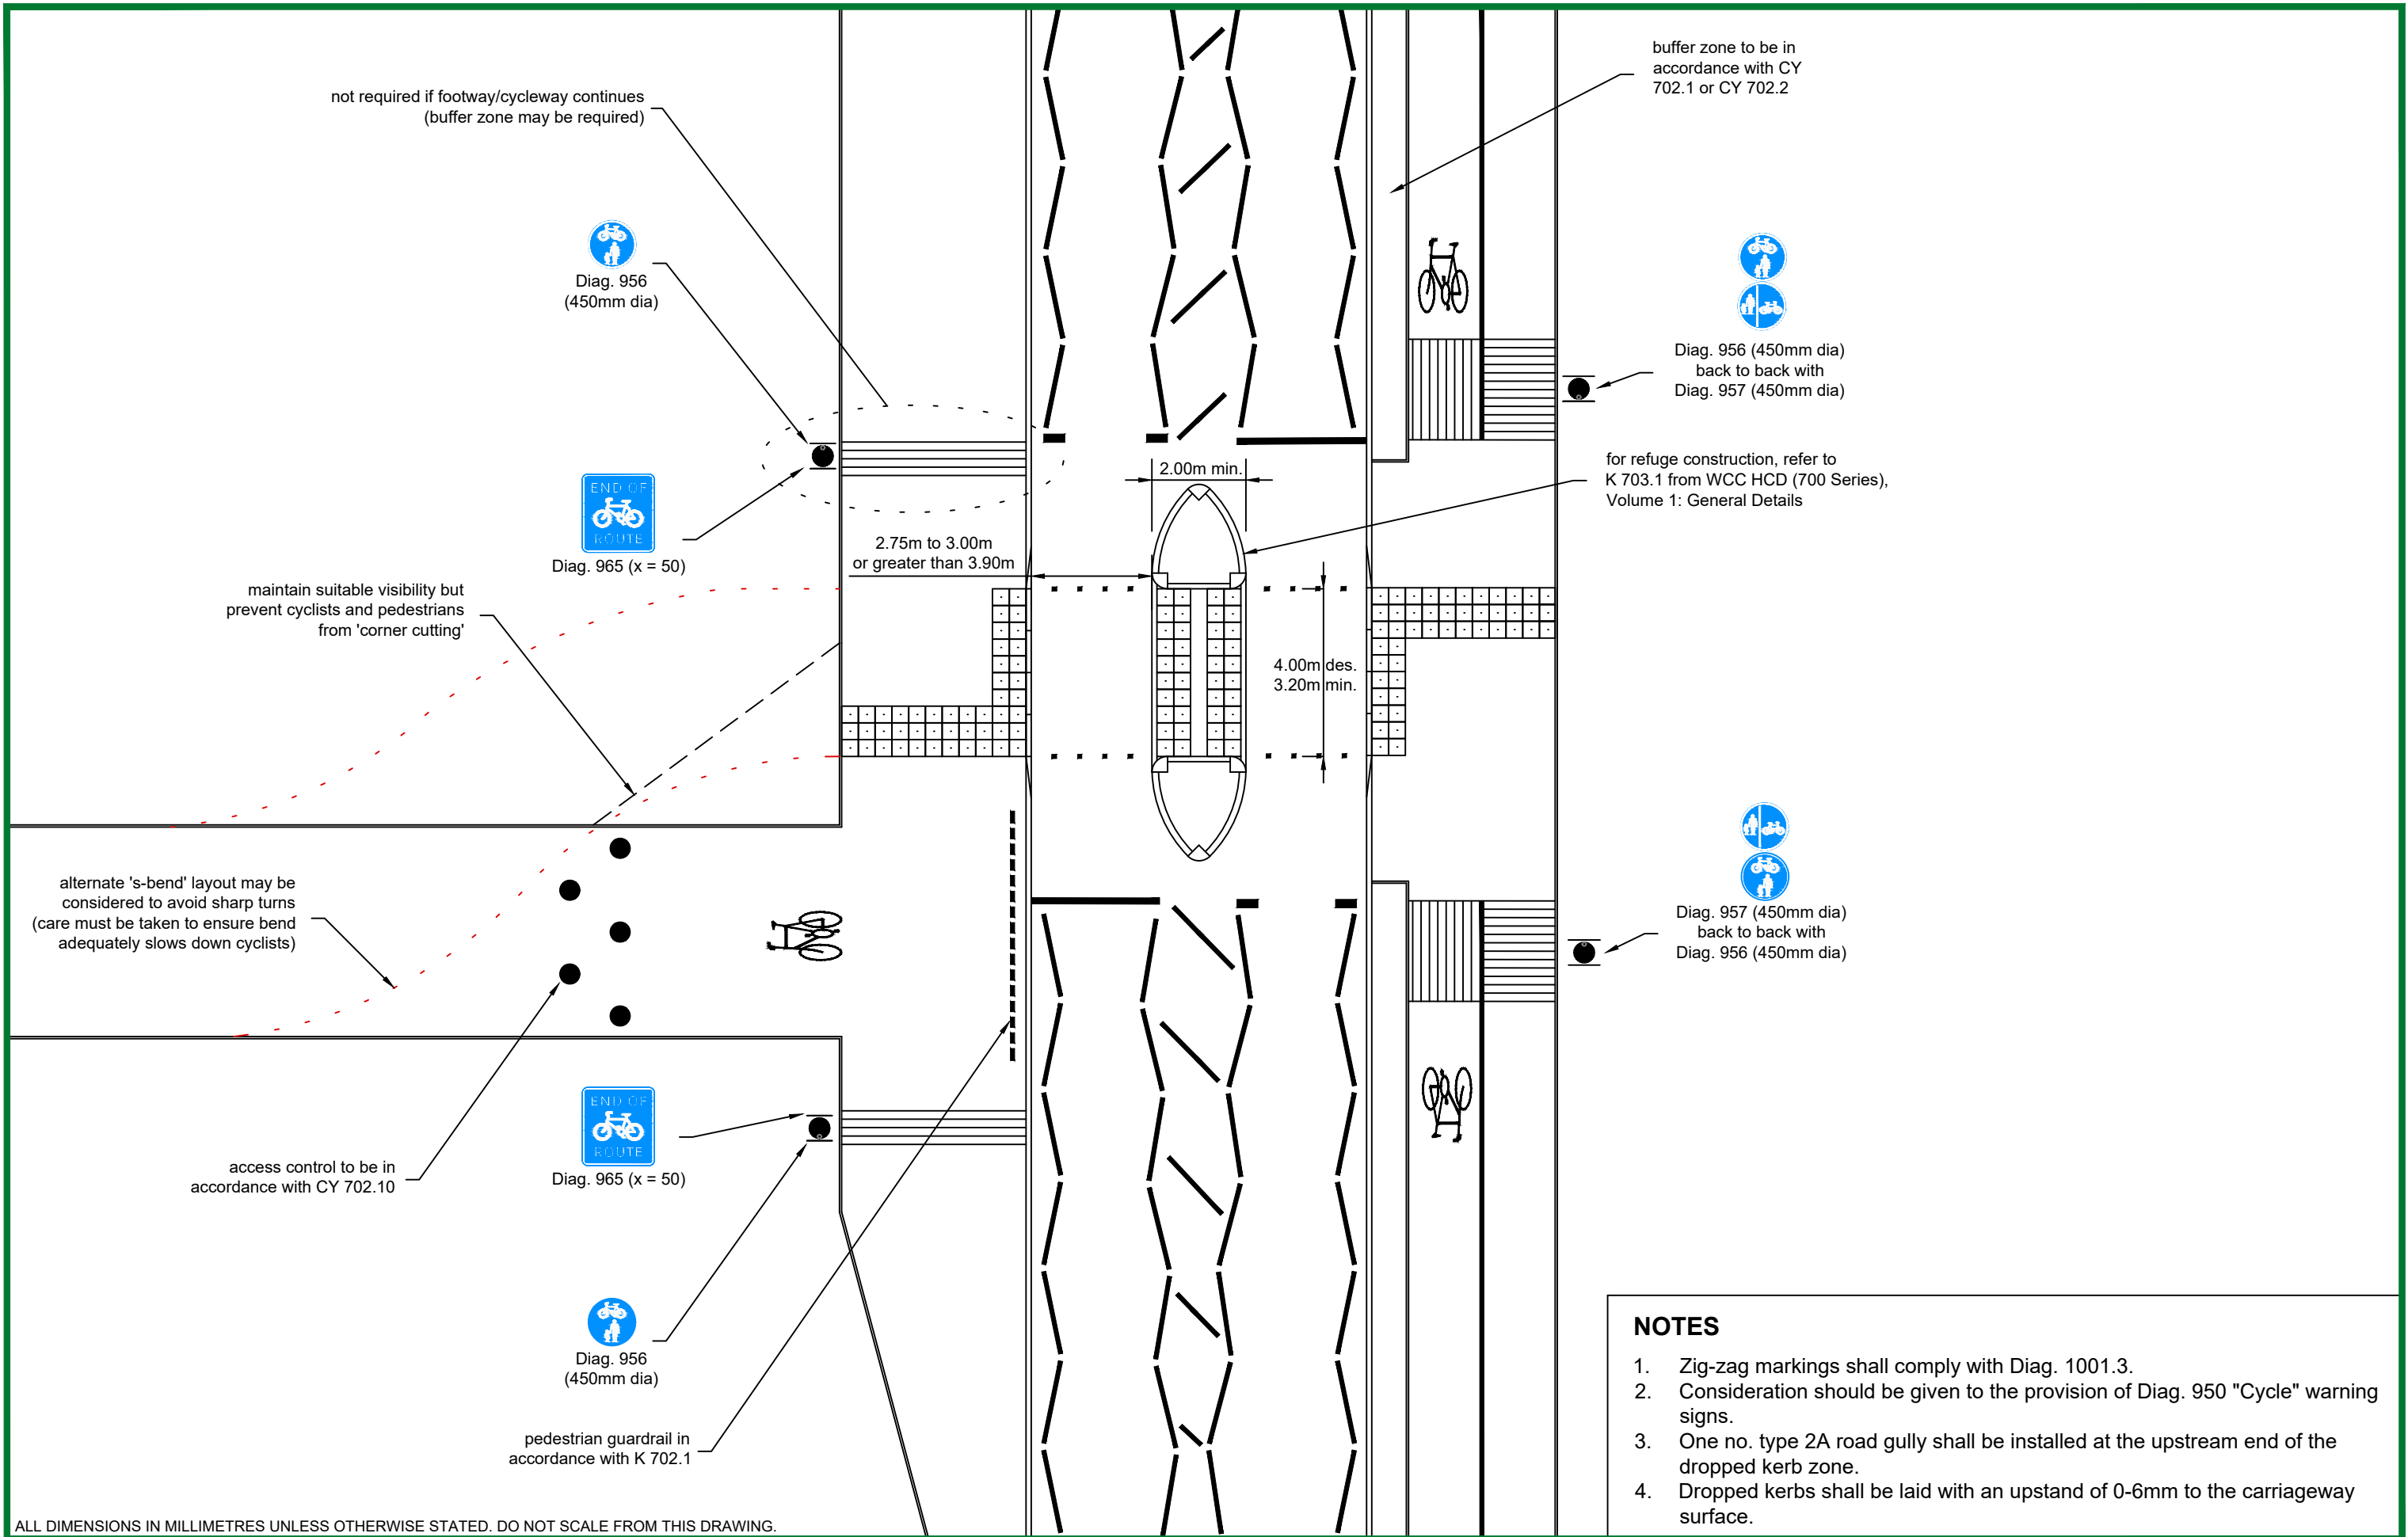 not required if footway/cycleway continues
(buffer zone may be required)
Diag. 956
(450mm dia)
END OF
ROUTE
Diag. 965 (x = 50)
maintain suitable visibility but
prevent cyclists and pedestrians
from 'corner cutting'
alternate 's-bend' layout may be
considered to avoid sharp turns
(care must be taken to ensure bend
adequately slows down cyclists)
access control to be in
accordance with CY 702.10
END OF
ROUTE
Diag. 965 (x = 50)
Diag. 956
(450mm dia)
pedestrian guardrail in
accordance with K 702.1
2.75m to 3.00m
or greater than 3.90m
2.00m min.
4.00m des.
3.20m min.
buffer zone to be in
accordance with CY
702.1 or CY 702.2
Diag. 956 (450mm dia)
back to back with
Diag. 957 (450mm dia)
for refuge construction, refer to
K 703.1 from WCC HCD (700 Series),
Volume 1: General Details
Diag. 957 (450mm dia)
back to back with
Diag. 956 (450mm dia)
NOTES
1. Zig-zag markings shall comply with Diag. 1001.3.
2. Consideration should be given to the provision of Diag. 950 "Cycle" warning
signs.
3. One no. type 2A road gully shall be installed at the upstream end of the
dropped kerb zone.
4. Dropped kerbs shall be laid with an upstand of 0-6mm to the carriageway
surface.
ALL DIMENSIONS IN MILLIMETRES UNLESS OTHERWISE STATED. DO NOT SCALE FROM THIS DRAWING.